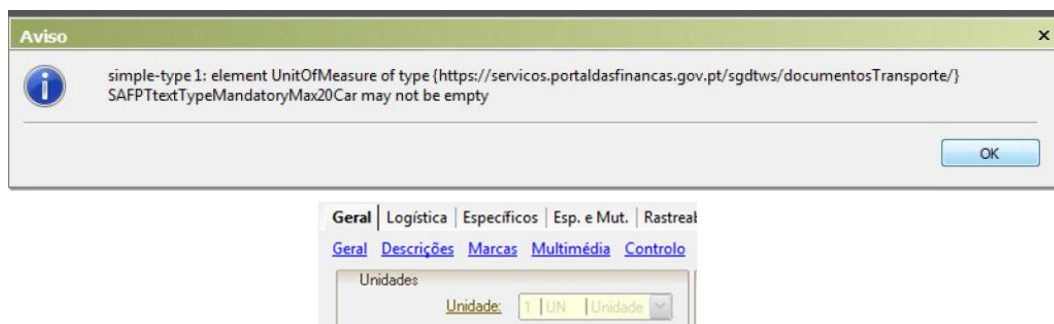 Aviso x
simple-type 1: element UnitOfMeasure of type {https://servicos.portaldasfinancas.gov.pt/sgdtws/documentosTransporte/}
SAFPTtextTypeMandatoryMax20Car may not be empty
OK
Geral Logística Específicos Esp. e Mut. Rastreal
Geral Descrições Marcas Multimédia Controlo
Unidades
Unidade: 1 UN Unidade